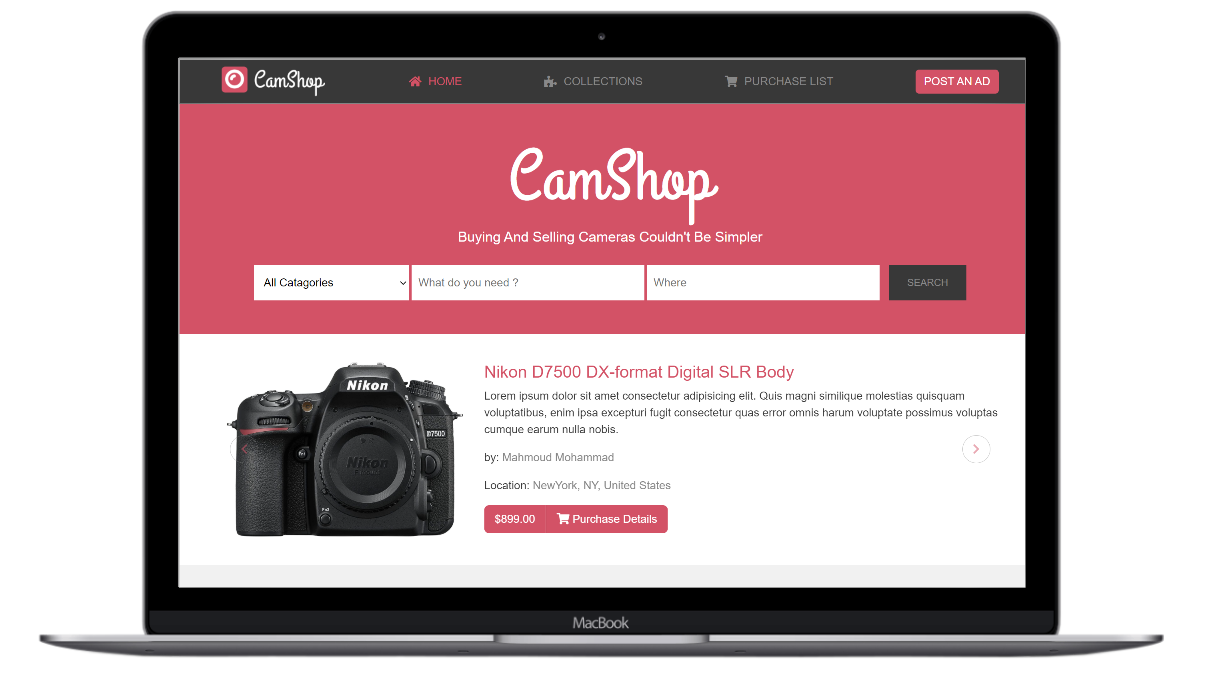 CamShop
HOME
COLLECTIONS
PURCHASE LIST
POST AN AD
CamShop
Buying And Selling Cameras Couldn't Be Simpler
All Catagories
What do you need ?
Where
SEARCH
Nikon
D7500
Nikon
Nikon D7500 DX-format Digital SLR Body
Lorem ipsum dolor sit amet consectetur adipisicing elit. Quis magni similique molestias quisquam
voluptatibus, enim ipsa excepturi fugit consectetur quas error omnis harum voluptate possimus voluptas
cumque earum nulla nobis.
by: Mahmoud Mohammad
Location: NewYork, NY, United States
$899.00
Purchase Details
MacBook